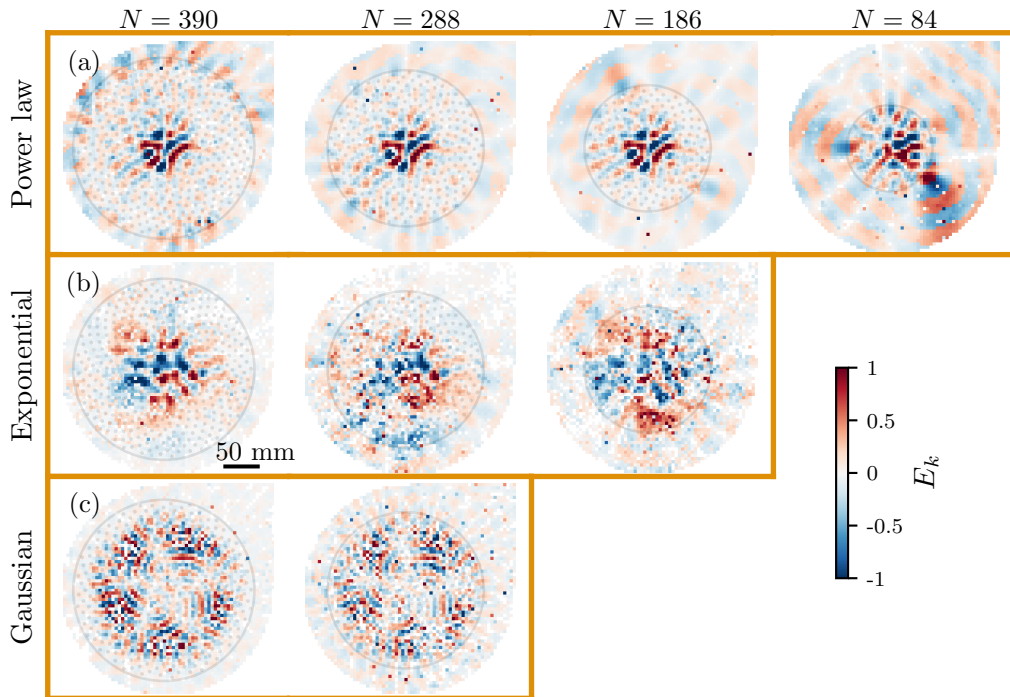 N = 390
N = 288
N = 186
N = 84
Power law
(a)
Exponential
(b)
50 mm
1
0.5
0
-0.5
-1
E_k
Gaussian
(c)